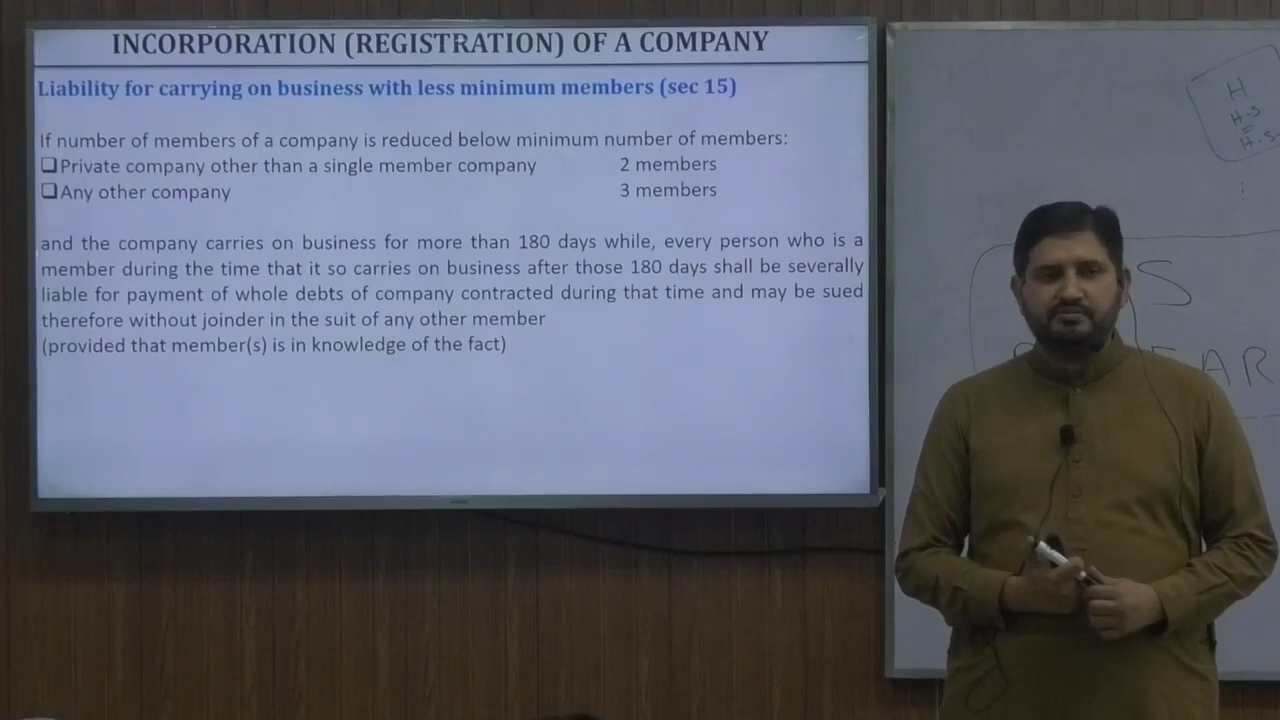 INCORPORATION (REGISTRATION) OF A COMPANY
Liability for carrying on business with less minimum members (sec 15)
If number of members of a company is reduced below minimum number of members:
❑Private company other than a single member company 2 members
❑Any other company 3 members
and the company carries on business for more than 180 days while, every person who is a
member during the time that it so carries on business after those 180 days shall be severally
liable for payment of whole debts of company contracted during that time and may be sued
therefore without joinder in the suit of any other member
(provided that member(s) is in knowledge of the fact)
H
H-S